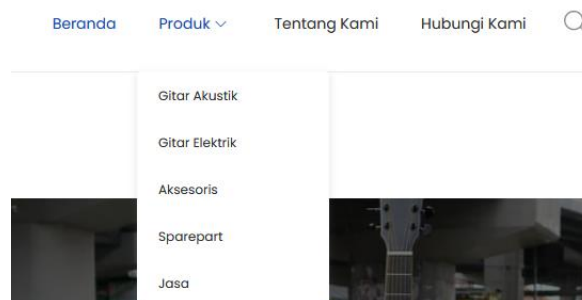 Beranda Produk Tentang Kami Hubungi Kami
Gitar Akustik
Gitar Elektrik
Aksesoris
Sparepart
Jasa